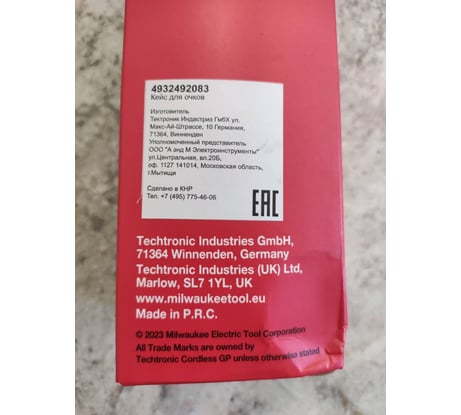 4932492083
Кейс для очков
Изготовитель
Тектроник Индастриз ГмбХ ул.
Макс-Ай-Штрассе, 10 Германия,
71364, Винненден
Уполномоченный представитель
ООО "А энд М Электроинструменты"
ул.Центральная, вл.20Б,
оф. 1127 141014, Московская область,
г.Мытищи
Сделано в КНР
Тел. +7 (495) 775-46-06
EAC
Techtronic Industries GmbH,
71364 Winnenden, Germany
Techtronic Industries (UK) Ltd,
Marlow, SL7 1YL, UK
www.milwaukeetool.eu
Made in P.R.C.
© 2023 Milwaukee Electric Tool Corporation
All Trade Marks are owned by
Techtronic Cordless GP unless otherwise stated